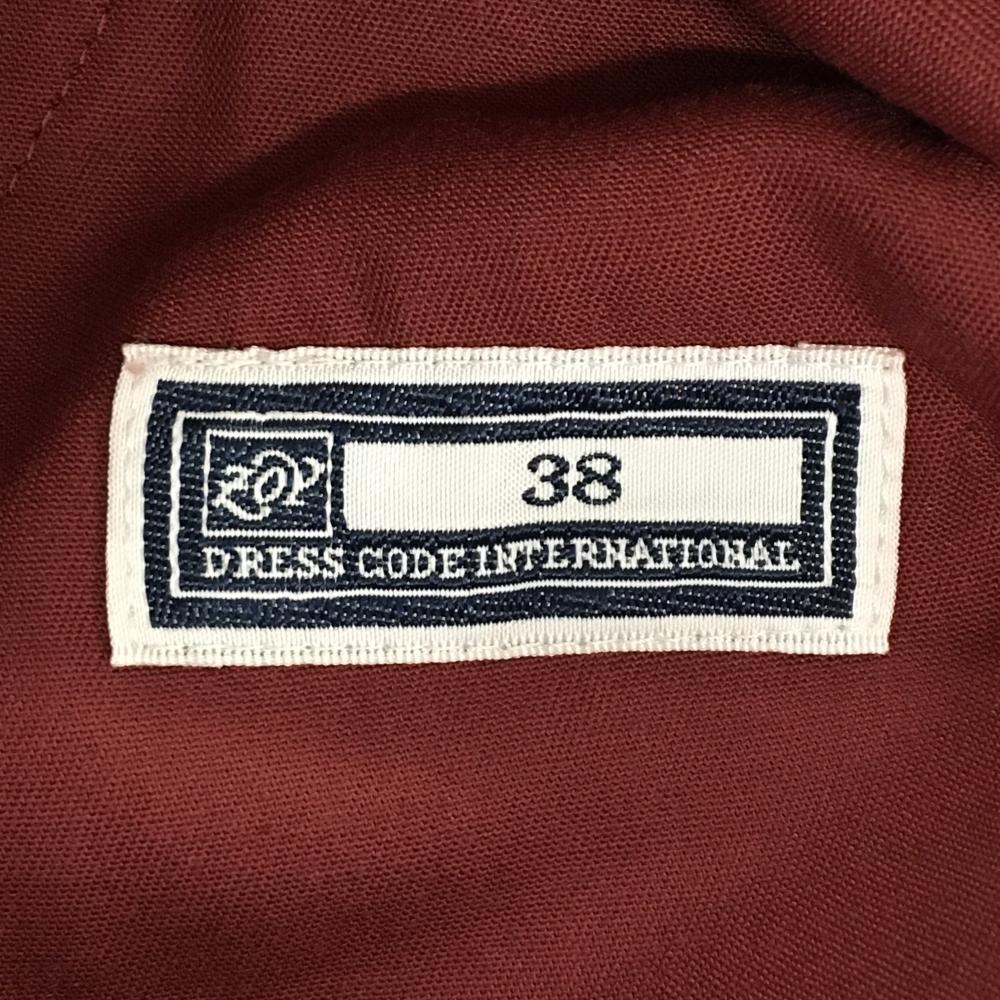 38
DRESS CODE INTERNATIONAL